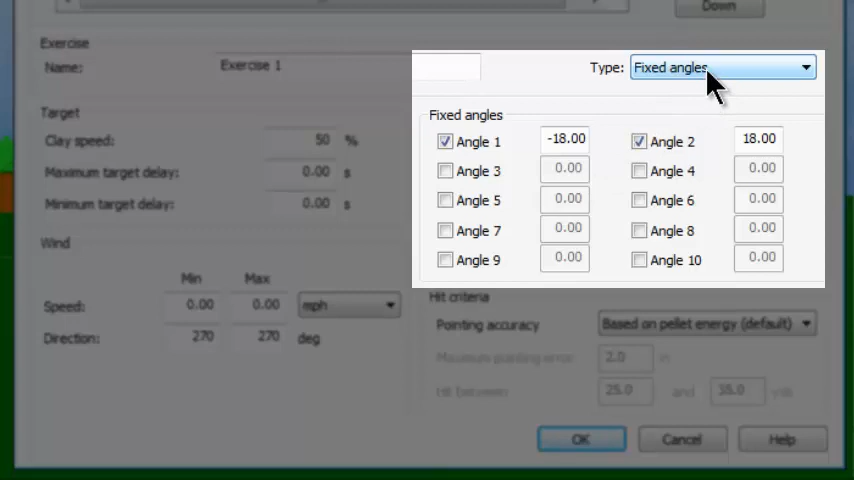 Down
Exercise
Name: Exercise 1 Type: Fixed angles
Target
Clay speed: 50 %
Maximum target delay: 0.00 s
Minimum target delay: 0.00 s
Fixed angles
Angle 1 -18.00 Angle 2 18.00
Angle 3 0.00 Angle 4 0.00
Angle 5 0.00 Angle 6 0.00
Angle 7 0.00 Angle 8 0.00
Angle 9 0.00 Angle 10 0.00
Wind
Min Max
Speed: 0.00 0.00 mph
Direction: 270 270 deg
Hit criteria
Pointing accuracy Based on pellet energy (default)
Maximum pointing error: 2.0 in
Hit between 25.0 and 35.0 yds
OK Cancel Help